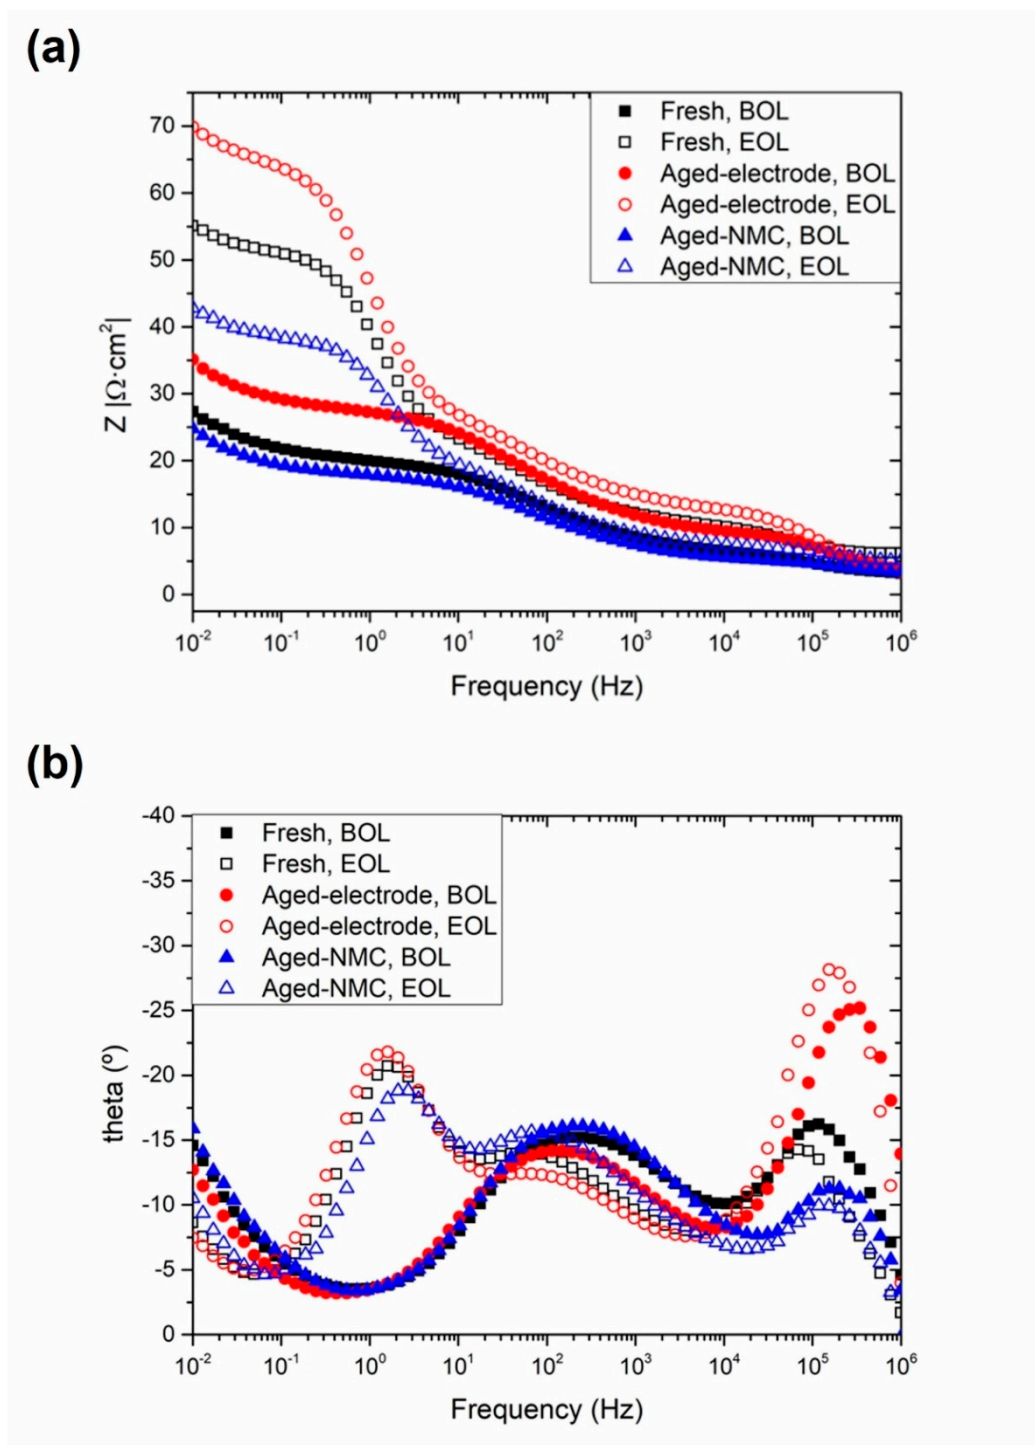 (a)
Z |Ω·cm²|
70
60
50
40
30
20
10
0
Fresh, BOL
Fresh, EOL
Aged-electrode, BOL
Aged-electrode, EOL
Aged-NMC, BOL
Aged-NMC, EOL
10⁻² 10⁻¹ 10⁰ 10¹ 10² 10³ 10⁴ 10⁵ 10⁶
Frequency (Hz)
(b)
theta (º)
-40
-35
-30
-25
-20
-15
-10
-5
0
Fresh, BOL
Fresh, EOL
Aged-electrode, BOL
Aged-electrode, EOL
Aged-NMC, BOL
Aged-NMC, EOL
10⁻² 10⁻¹ 10⁰ 10¹ 10² 10³ 10⁴ 10⁵ 10⁶
Frequency (Hz)